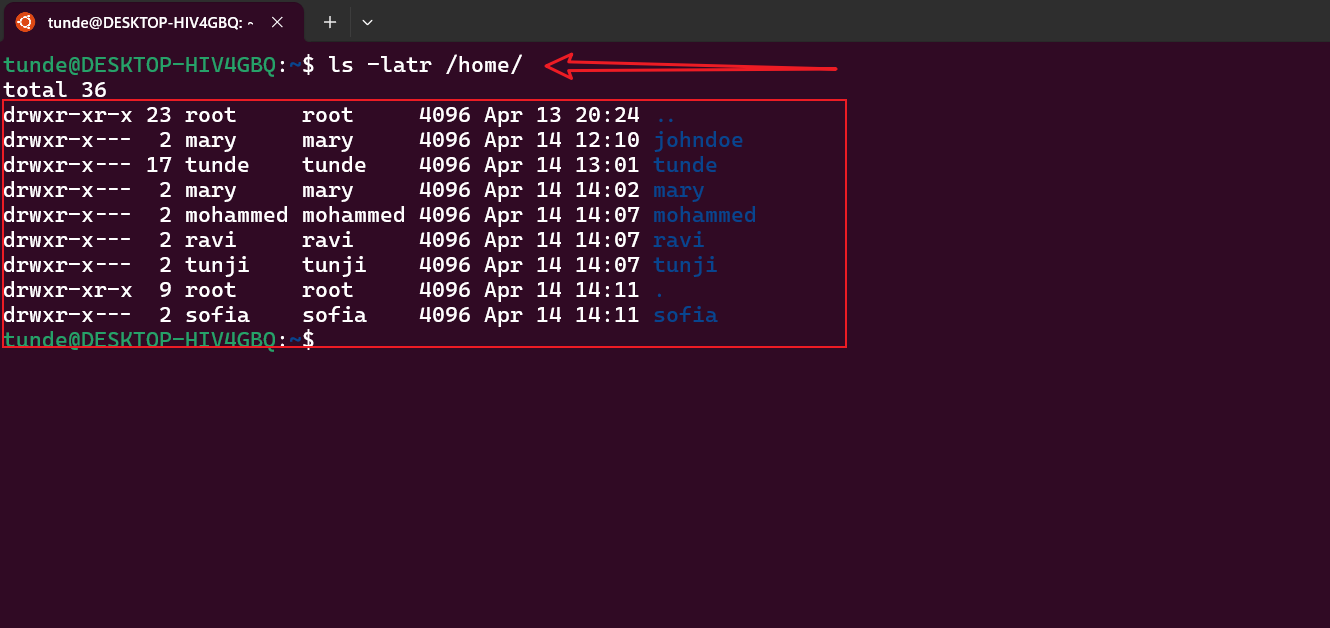 tunde@DESKTOP-HIV4GBQ: ~
tunde@DESKTOP-HIV4GBQ:~$ ls -latr /home/
total 36
drwxr-xr-x 23 root     root     4096 Apr 13 20:24 ..
drwxr-x---  2 mary     mary     4096 Apr 14 12:10 johndoe
drwxr-x--- 17 tunde    tunde    4096 Apr 14 13:01 tunde
drwxr-x---  2 mary     mary     4096 Apr 14 14:02 mary
drwxr-x---  2 mohammed mohammed 4096 Apr 14 14:07 mohammed
drwxr-x---  2 ravi     ravi     4096 Apr 14 14:07 ravi
drwxr-x---  2 tunji    tunji    4096 Apr 14 14:07 tunji
drwxr-xr-x  9 root     root     4096 Apr 14 14:11 .
drwxr-x---  2 sofia    sofia    4096 Apr 14 14:11 sofia
tunde@DESKTOP-HIV4GBQ:~$